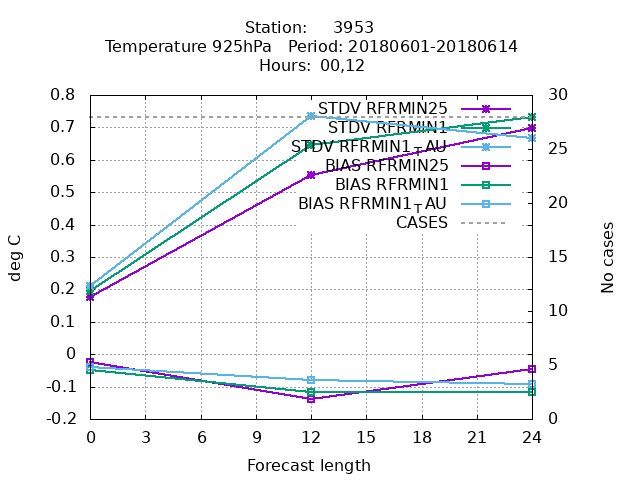 Station: 3953
Temperature 925hPa Period: 20180601-20180614
Hours: 00,12
0.8
0.7
0.6
0.5
0.4
0.3
0.2
0.1
0
-0.1
-0.2
30
25
20
15
10
5
0
STDV RFRMIN25
STDV RFRMIN1
STDV RFRMIN1_TAU
BIAS RFRMIN25
BIAS RFRMIN1
BIAS RFRMIN1_TAU
CASES
deg C
No cases
0 3 6 9 12 15 18 21 24
Forecast length